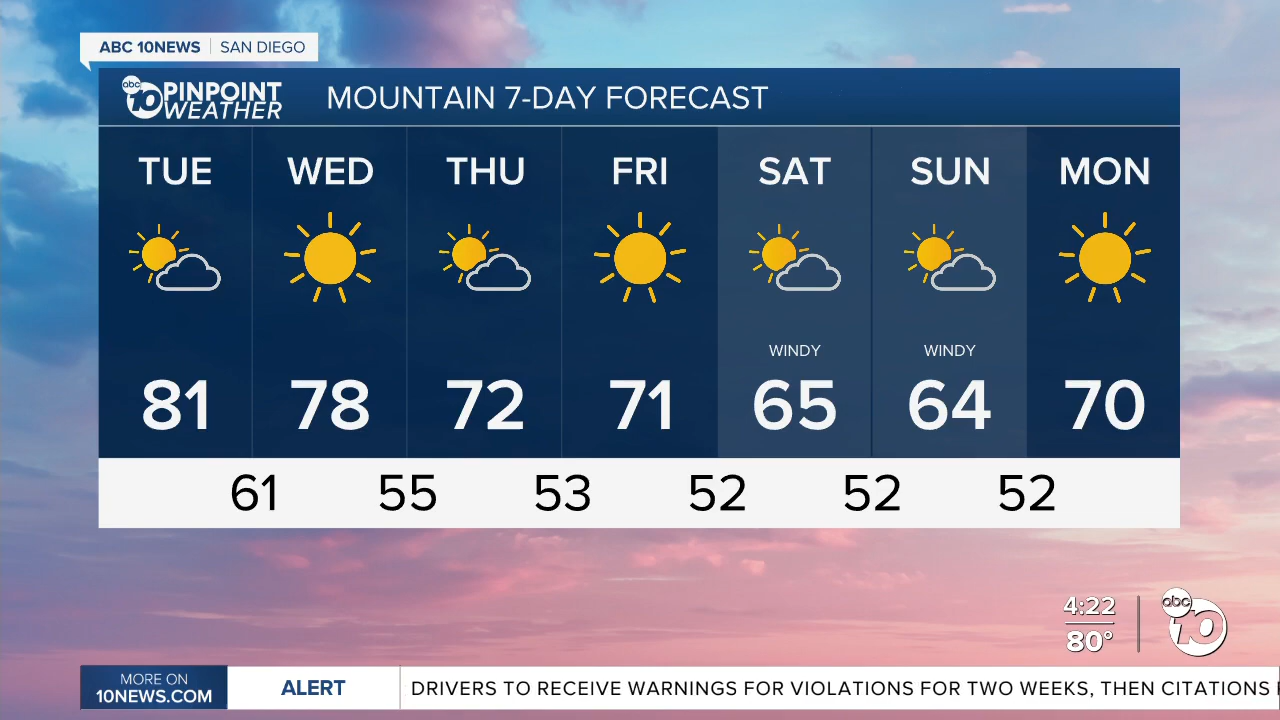 ABC 10NEWS | SAN DIEGO
abc 10 PINPOINT WEATHER
MOUNTAIN 7-DAY FORECAST
TUE WED THU FRI SAT SUN MON
WINDY WINDY
81 78 72 71 65 64 70
61 55 53 52 52 52
4:22
80°
abc 10
MORE ON
10NEWS.COM
ALERT
DRIVERS TO RECEIVE WARNINGS FOR VIOLATIONS FOR TWO WEEKS, THEN CITATIONS